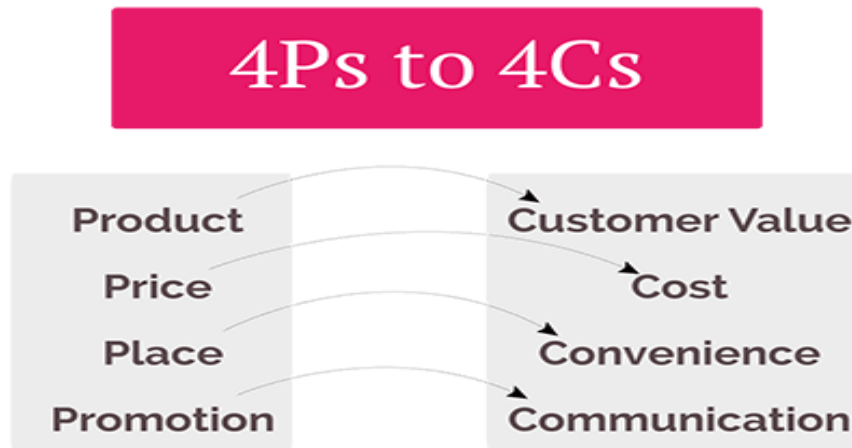 4Ps to 4Cs
Product
Customer Value
Price
Cost
Place
Convenience
Promotion
Communication